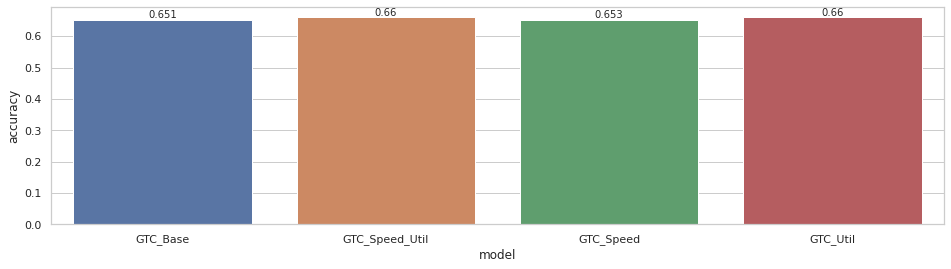 0.651
0.66
0.653
0.66
accuracy
0.6
0.5
0.4
0.3
0.2
0.1
0.0
GTC_Base
GTC_Speed_Util
GTC_Speed
GTC_Util
model